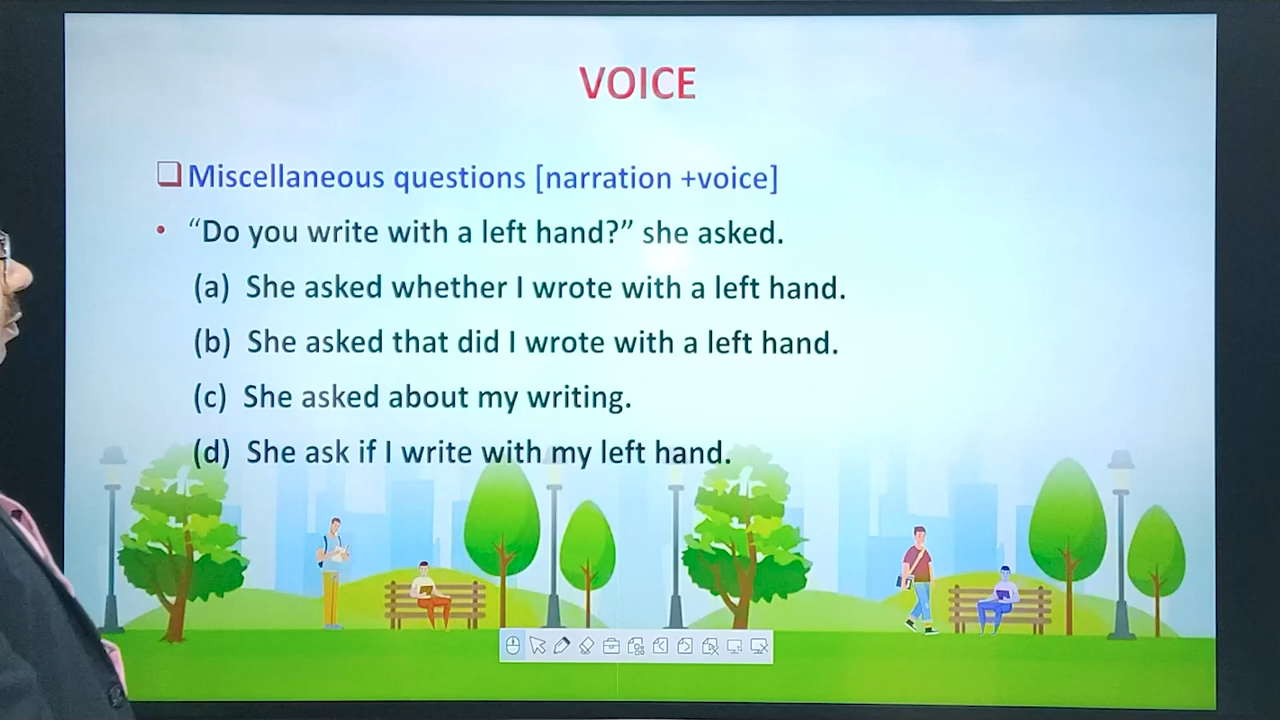 VOICE
Miscellaneous questions [narration +voice]
• “Do you write with a left hand?” she asked.
(a) She asked whether I wrote with a left hand.
(b) She asked that did I wrote with a left hand.
(c) She asked about my writing.
(d) She ask if I write with my left hand.